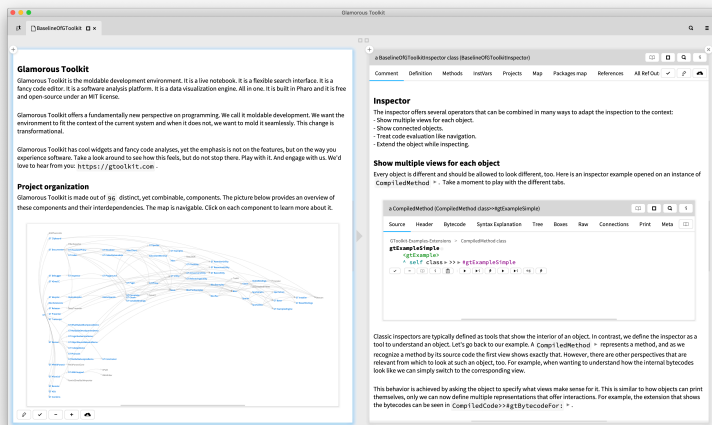 Glamorous Toolkit
BaselineOfGToolkit
Glamorous Toolkit
Glamorous Toolkit is the moldable development environment. It is a live notebook. It is a flexible search interface. It is a
fancy code editor. It is a software analysis platform. It is a data visualization engine. All in one. It is built in Pharo and it is free
and open-source under an MIT license.
Glamorous Toolkit offers a fundamentally new perspective on programming. We call it moldable development. We want the
environment to fit the context of the current system and when it does not, we want to mold it seamlessly. This change is
transformational.
Glamorous Toolkit has cool widgets and fancy code analyses, yet the emphasis is not on the features, but on the way you
experience software. Take a look around to see how this feels, but do not stop there. Play with it. And engage with us. We'd
love to hear from you: https://gtoolkit.com .
Project organization
Glamorous Toolkit is made out of 96 distinct, yet combinable, components. The picture below provides an overview of
these components and their interdependencies. The map is navigable. Click on each component to learn more about it.
a BaselineOfGToolkitInspector class (BaselineOfGToolkitInspector)
Comment Definition Methods InstVars Projects Map Packages map References All Ref Out
Inspector
The inspector offers several operators that can be combined in many ways to adapt the inspection to the context:
- Show multiple views for each object.
- Show connected objects.
- Treat code evaluation like navigation.
- Extend the object while inspecting.
Show multiple views for each object
Every object is different and should be allowed to look different, too. Here is an inspector example opened on an instance of
CompiledMethod . Take a moment to play with the different tabs.
a CompiledMethod (CompiledMethod class>>#gtExampleSimple)
Source Header Bytecode Syntax Explanation Tree Boxes Raw Connections Print Meta
GToolkit-Examples-Extensions > CompiledMethod class
gtExampleSimple
<gtExample>
^ self class >> #gtExampleSimple
Classic inspectors are typically defined as tools that show the interior of an object. In contrast, we define the inspector as a
tool to understand an object. Let's go back to our example. A CompiledMethod represents a method, and as we
recognize a method by its source code the first view shows exactly that. However, there are other perspectives that are
relevant from which to look at such an object, too. For example, when wanting to understand how the internal bytecodes
look like we can simply switch to the corresponding view.
This behavior is achieved by asking the object to specify what views make sense for it. This is similar to how objects can print
themselves, only we can now define multiple representations that offer interactions. For example, the extension that shows
the bytecodes can be seen in CompiledCode>>#gtBytecodeFor: .